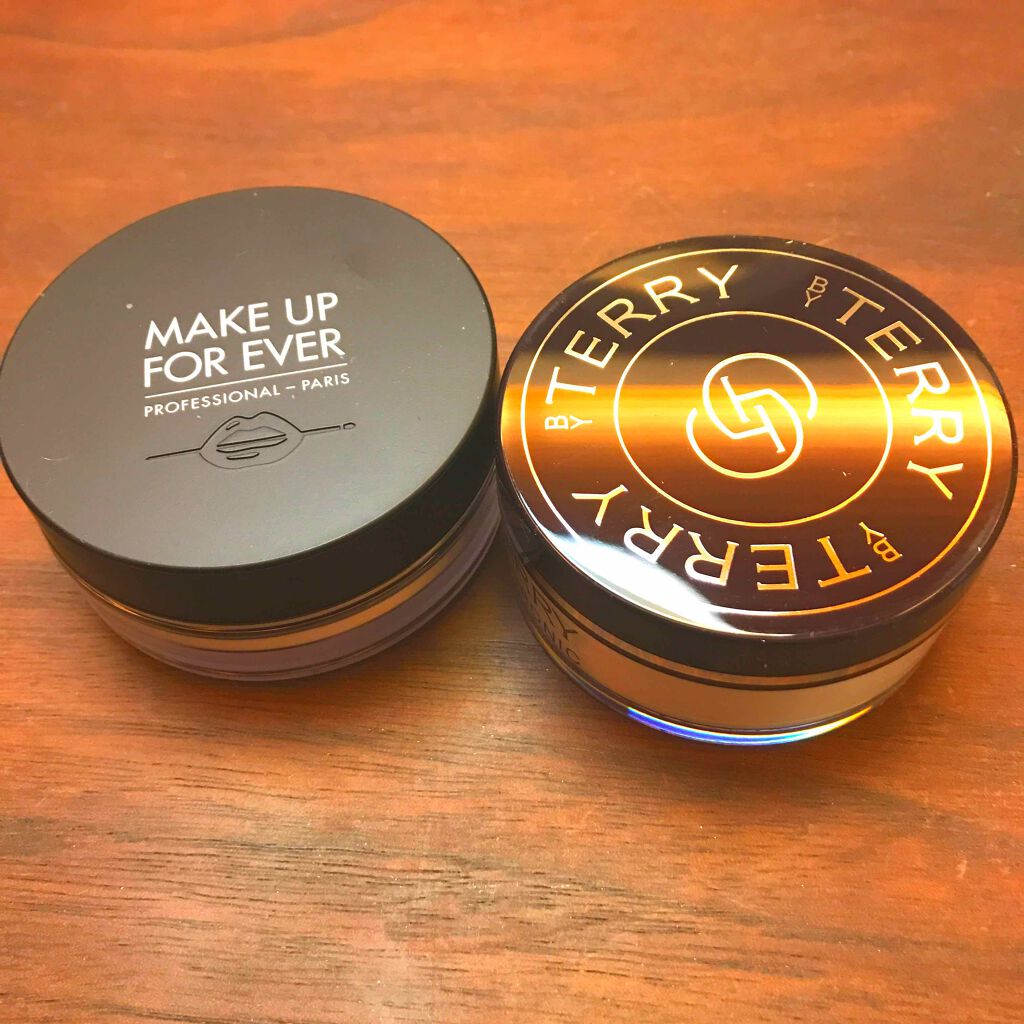 MAKE UP
FOR EVER
PROFESSIONAL – PARIS
BY TERRY
BY TERRY
BY TERRY